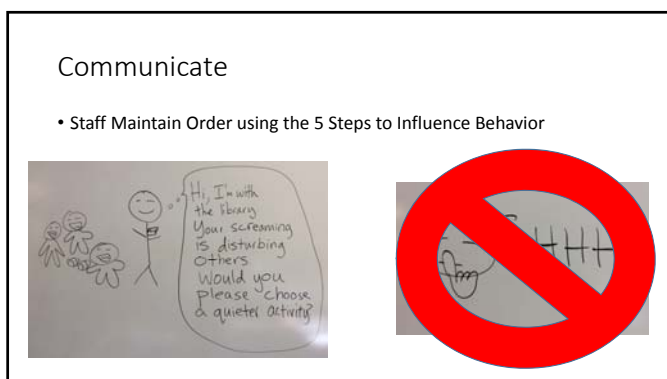 Communicate
• Staff Maintain Order using the 5 Steps to Influence Behavior
Hi, I'm with
the library
Your screaming
is disturbing
others
Would you
please choose
a quieter activity?
HHH